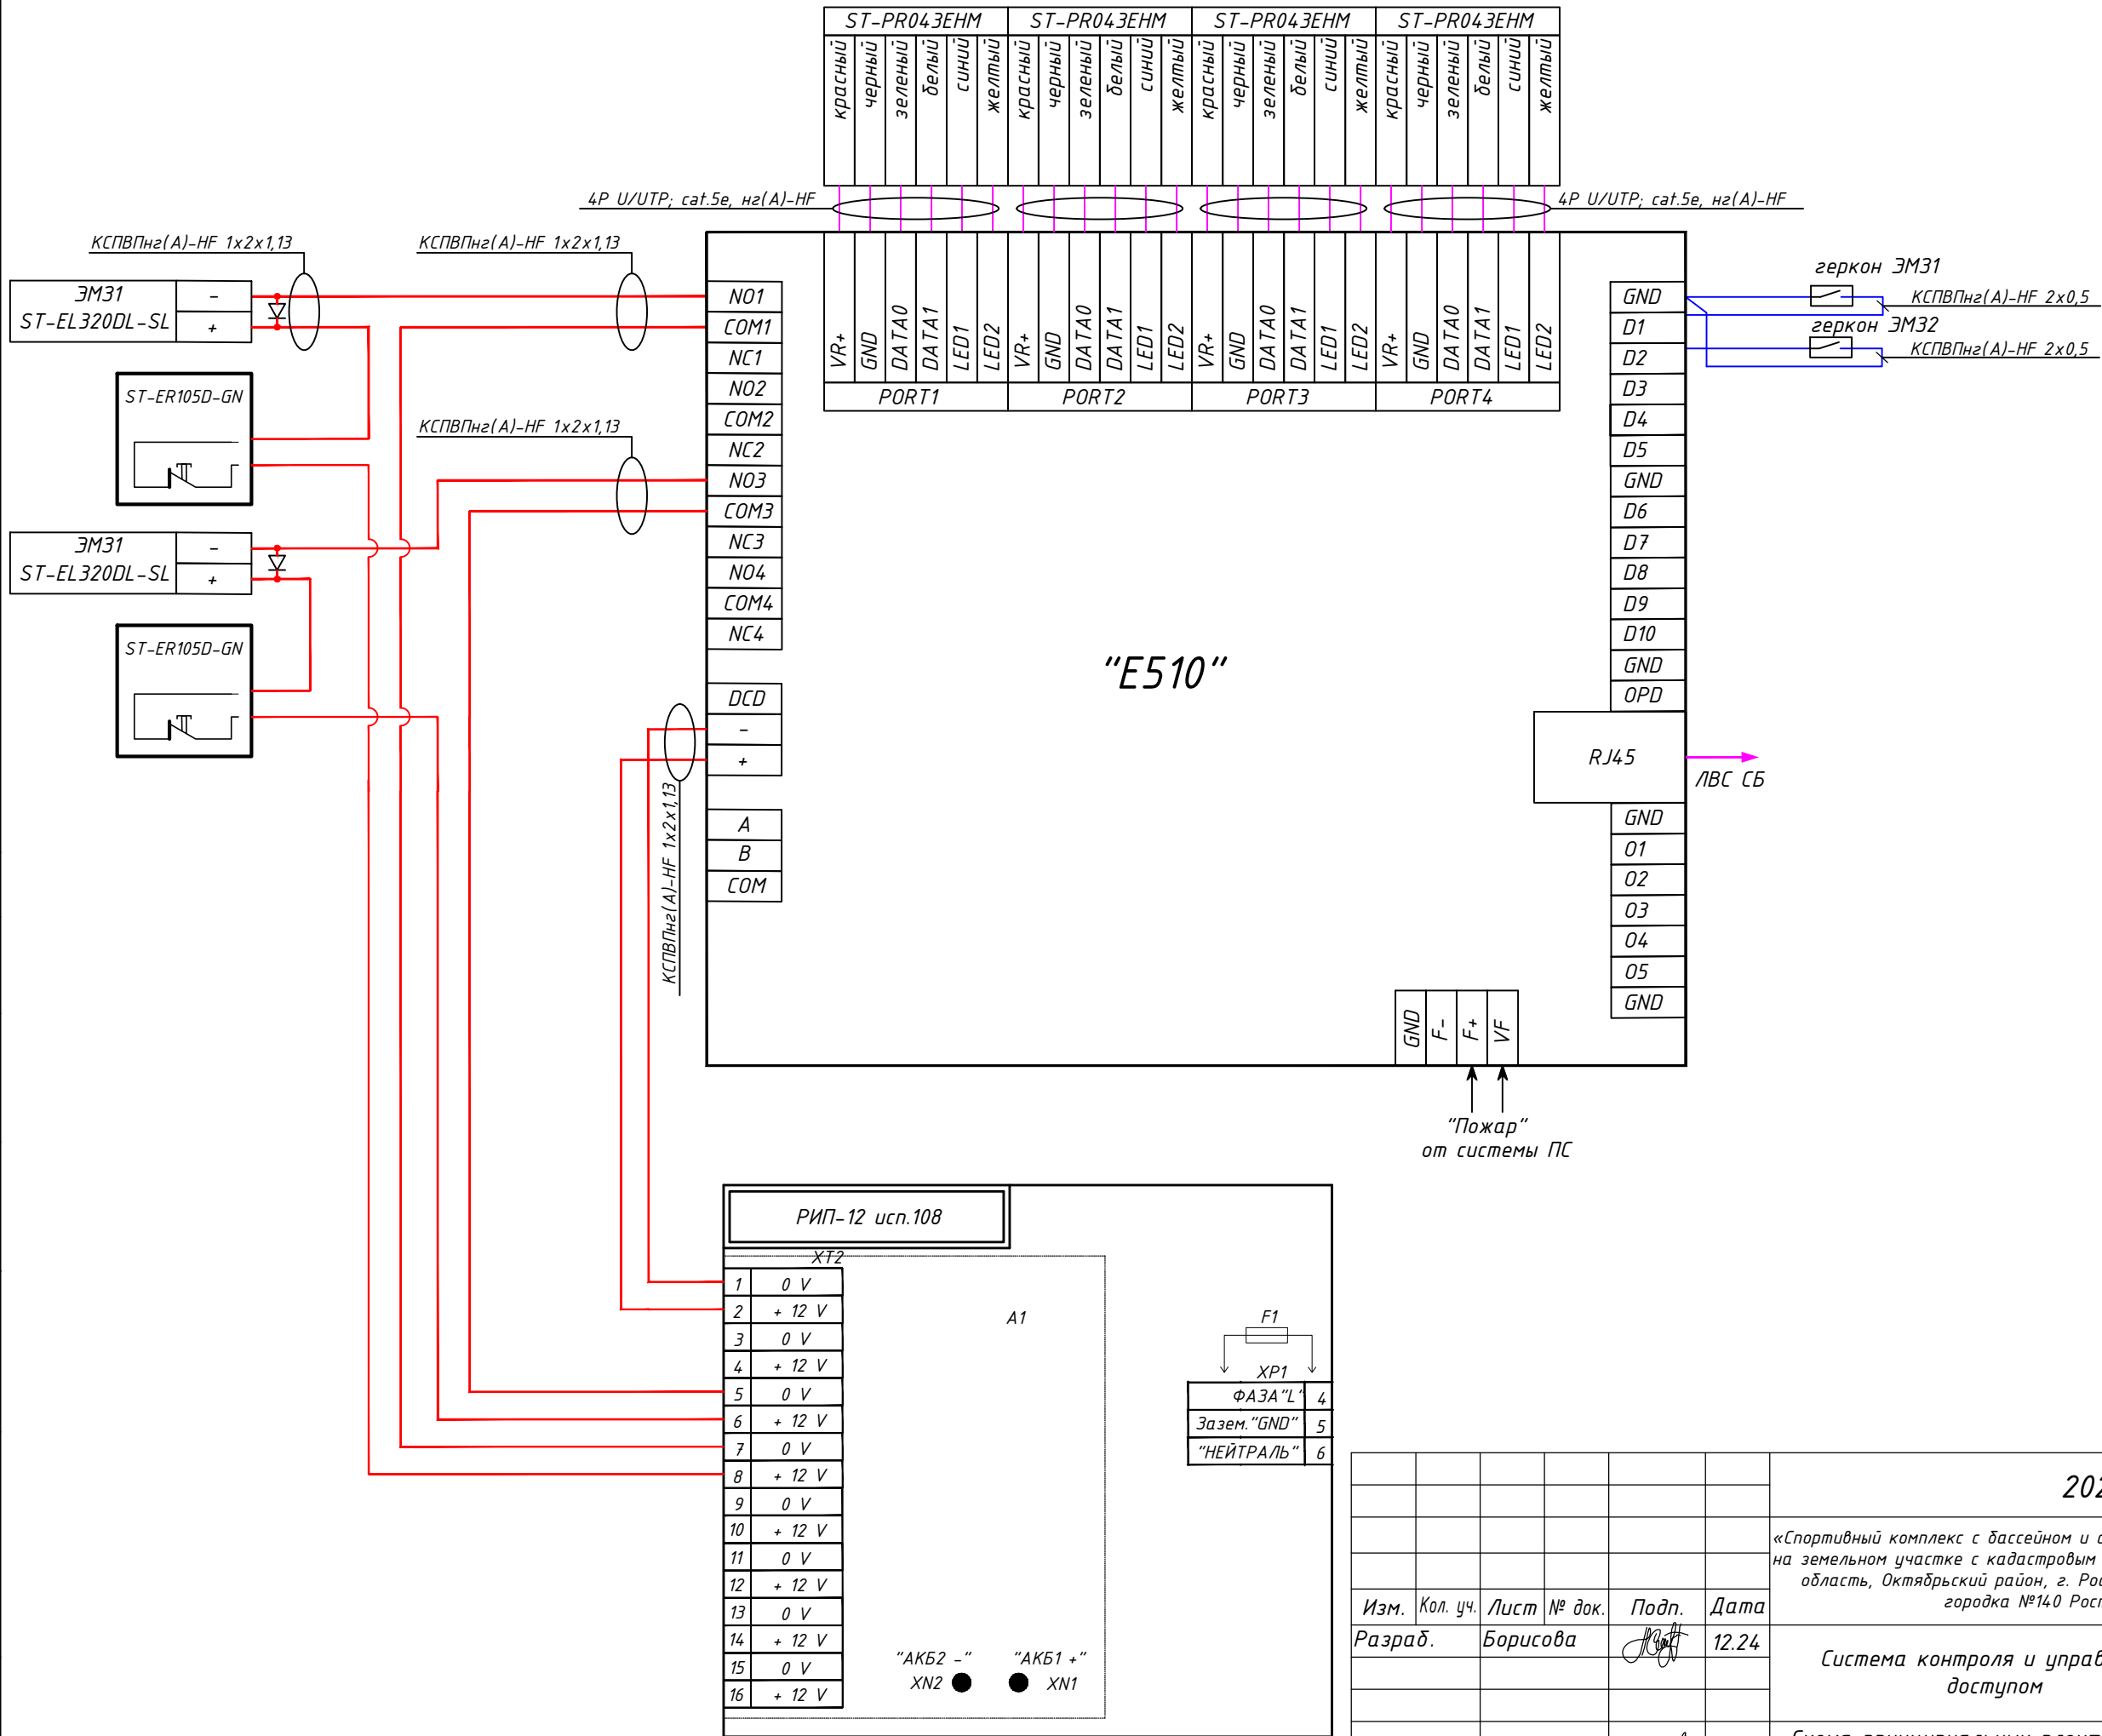 ST-PR043EHM ST-PR043EHM ST-PR043EHM ST-PR043EHM
красный черный зеленый белый синий желтый красный черный зеленый белый синий желтый красный черный зеленый белый синий желтый красный черный зеленый белый синий желтый
4P U/UTP; cat.5e, нг(А)-HF
4P U/UTP; cat.5e, нг(А)-HF
КСПВПнг(А)-HF 1x2x1,13
КСПВПнг(А)-HF 1x2x1,13
ЭМЗ1
ST-EL320DL-SL
-
+
ST-ER105D-GN
КСПВПнг(А)-HF 1x2x1,13
ЭМЗ1
ST-EL320DL-SL
-
+
ST-ER105D-GN
NO1
COM1
NC1
NO2
COM2
NC2
NO3
COM3
NC3
NO4
COM4
NC4
DCD
-
+
A
B
COM
КСПВПнг(А)-HF 1x2x1,13
VR+ GND DATA0 DATA1 LED1 LED2 VR+ GND DATA0 DATA1 LED1 LED2 VR+ GND DATA0 DATA1 LED1 LED2 VR+ GND DATA0 DATA1 LED1 LED2
PORT1 PORT2 PORT3 PORT4
"E510"
GND
D1
D2
D3
D4
D5
GND
D6
D7
D8
D9
D10
GND
OPD
RJ45
GND
O1
O2
O3
O4
O5
GND
геркон ЭМЗ1
КСПВПнг(А)-HF 2x0,5
геркон ЭМЗ2
КСПВПнг(А)-HF 2x0,5
ЛВС СБ
GND F- F+ VF
"Пожар"
от системы ПС
РИП-12 исп.108
XT2
1 0 V
2 + 12 V
3 0 V
4 + 12 V
5 0 V
6 + 12 V
7 0 V
8 + 12 V
9 0 V
10 + 12 V
11 0 V
12 + 12 V
13 0 V
14 + 12 V
15 0 V
16 + 12 V
A1
F1
XP1
ФАЗА"L" 4
Зазем."GND" 5
"НЕЙТРАЛЬ" 6
"АКБ2 -" "АКБ1 +"
XN2 XN1
202
«Спортивный комплекс с бассейном и
на земельном участке с кадастровым
область, Октябрьский район, г.
городка №140
Изм. Кол. уч. Лист № док. Подп. Дата
Разраб. Борисова 12.24
Система контроля и
доступом